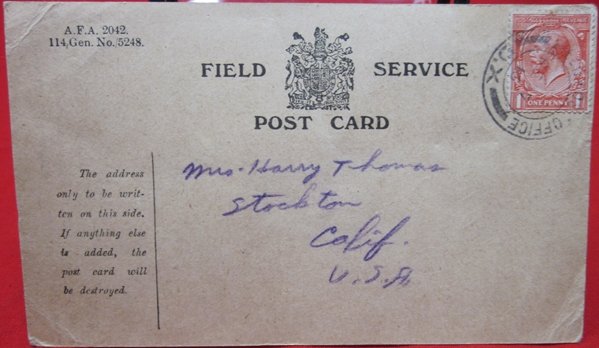 A.F.A. 2042.
114,Gen. No./5248.
FIELD SERVICE
POST CARD
ONE PENNY
OFFICE
The address
only to be writ-
ten on this side.
If anything else
is added, the
post card will
be destroyed.
Mrs. Harry Thomas
Stockton
Calif.
U.S.A.